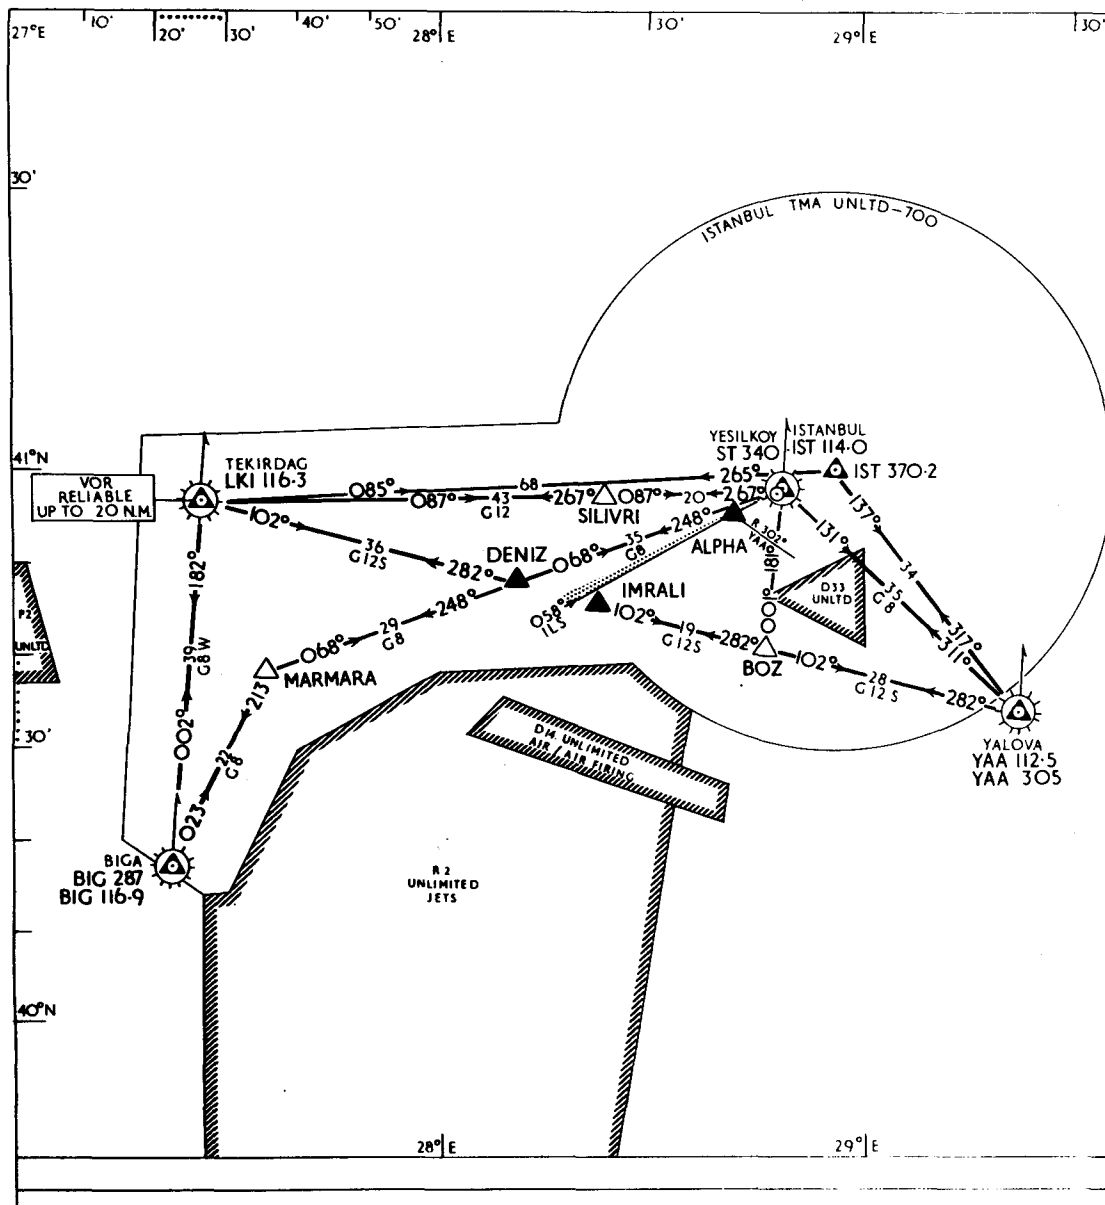 27°E
10'
20'
30'
40'
50'
28° E
30'
29° E
30'
30'
ISTANBUL TMA UNLTD-700
41°N
VOR
RELIABLE
UP TO 20 N.M.
TEKIRDAG
LKI 116·3
YESILKOY
ST 340
ISTANBUL
IST 114·0
IST 370·2
085°
68
265°
087°
43
G12
267°
SILIVRI
087°
20
267°
102°
36
G12S
282°
DENIZ
068°
35
G8
248°
ALPHA
R 302°
YAA
181°
001°
131°
35
G8
311°
137°
34
317°
D33
UNLTD
058°
ILS
IMRALI
102°
19
G12S
282°
BOZ
102°
28
G12S
282°
182°
39
G8W
002°
248°
29
G8
068°
MARMARA
213
22
G8
023
UNLTD
30'
D14 UNLIMITED
AIR / AIR FIRING
YALOVA
YAA 112·5
YAA 305
BIGA
BIG 287
BIG 116·9
R 2
UNLIMITED
JETS
40°N
28° E
29° E